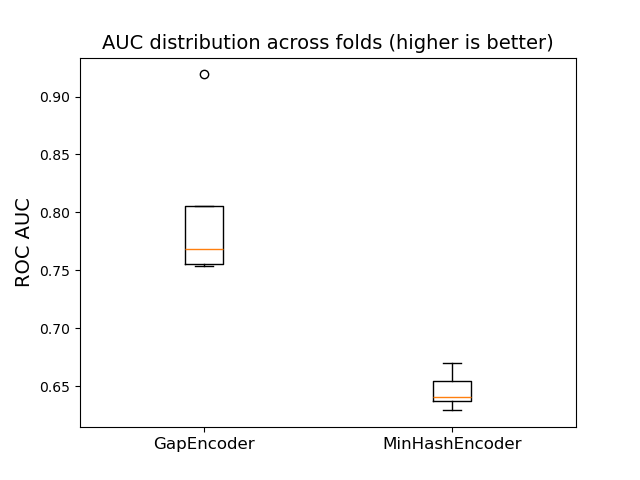 AUC distribution across folds (higher is better)
ROC AUC
0.90
0.85
0.80
0.75
0.70
0.65
GapEncoder
MinHashEncoder